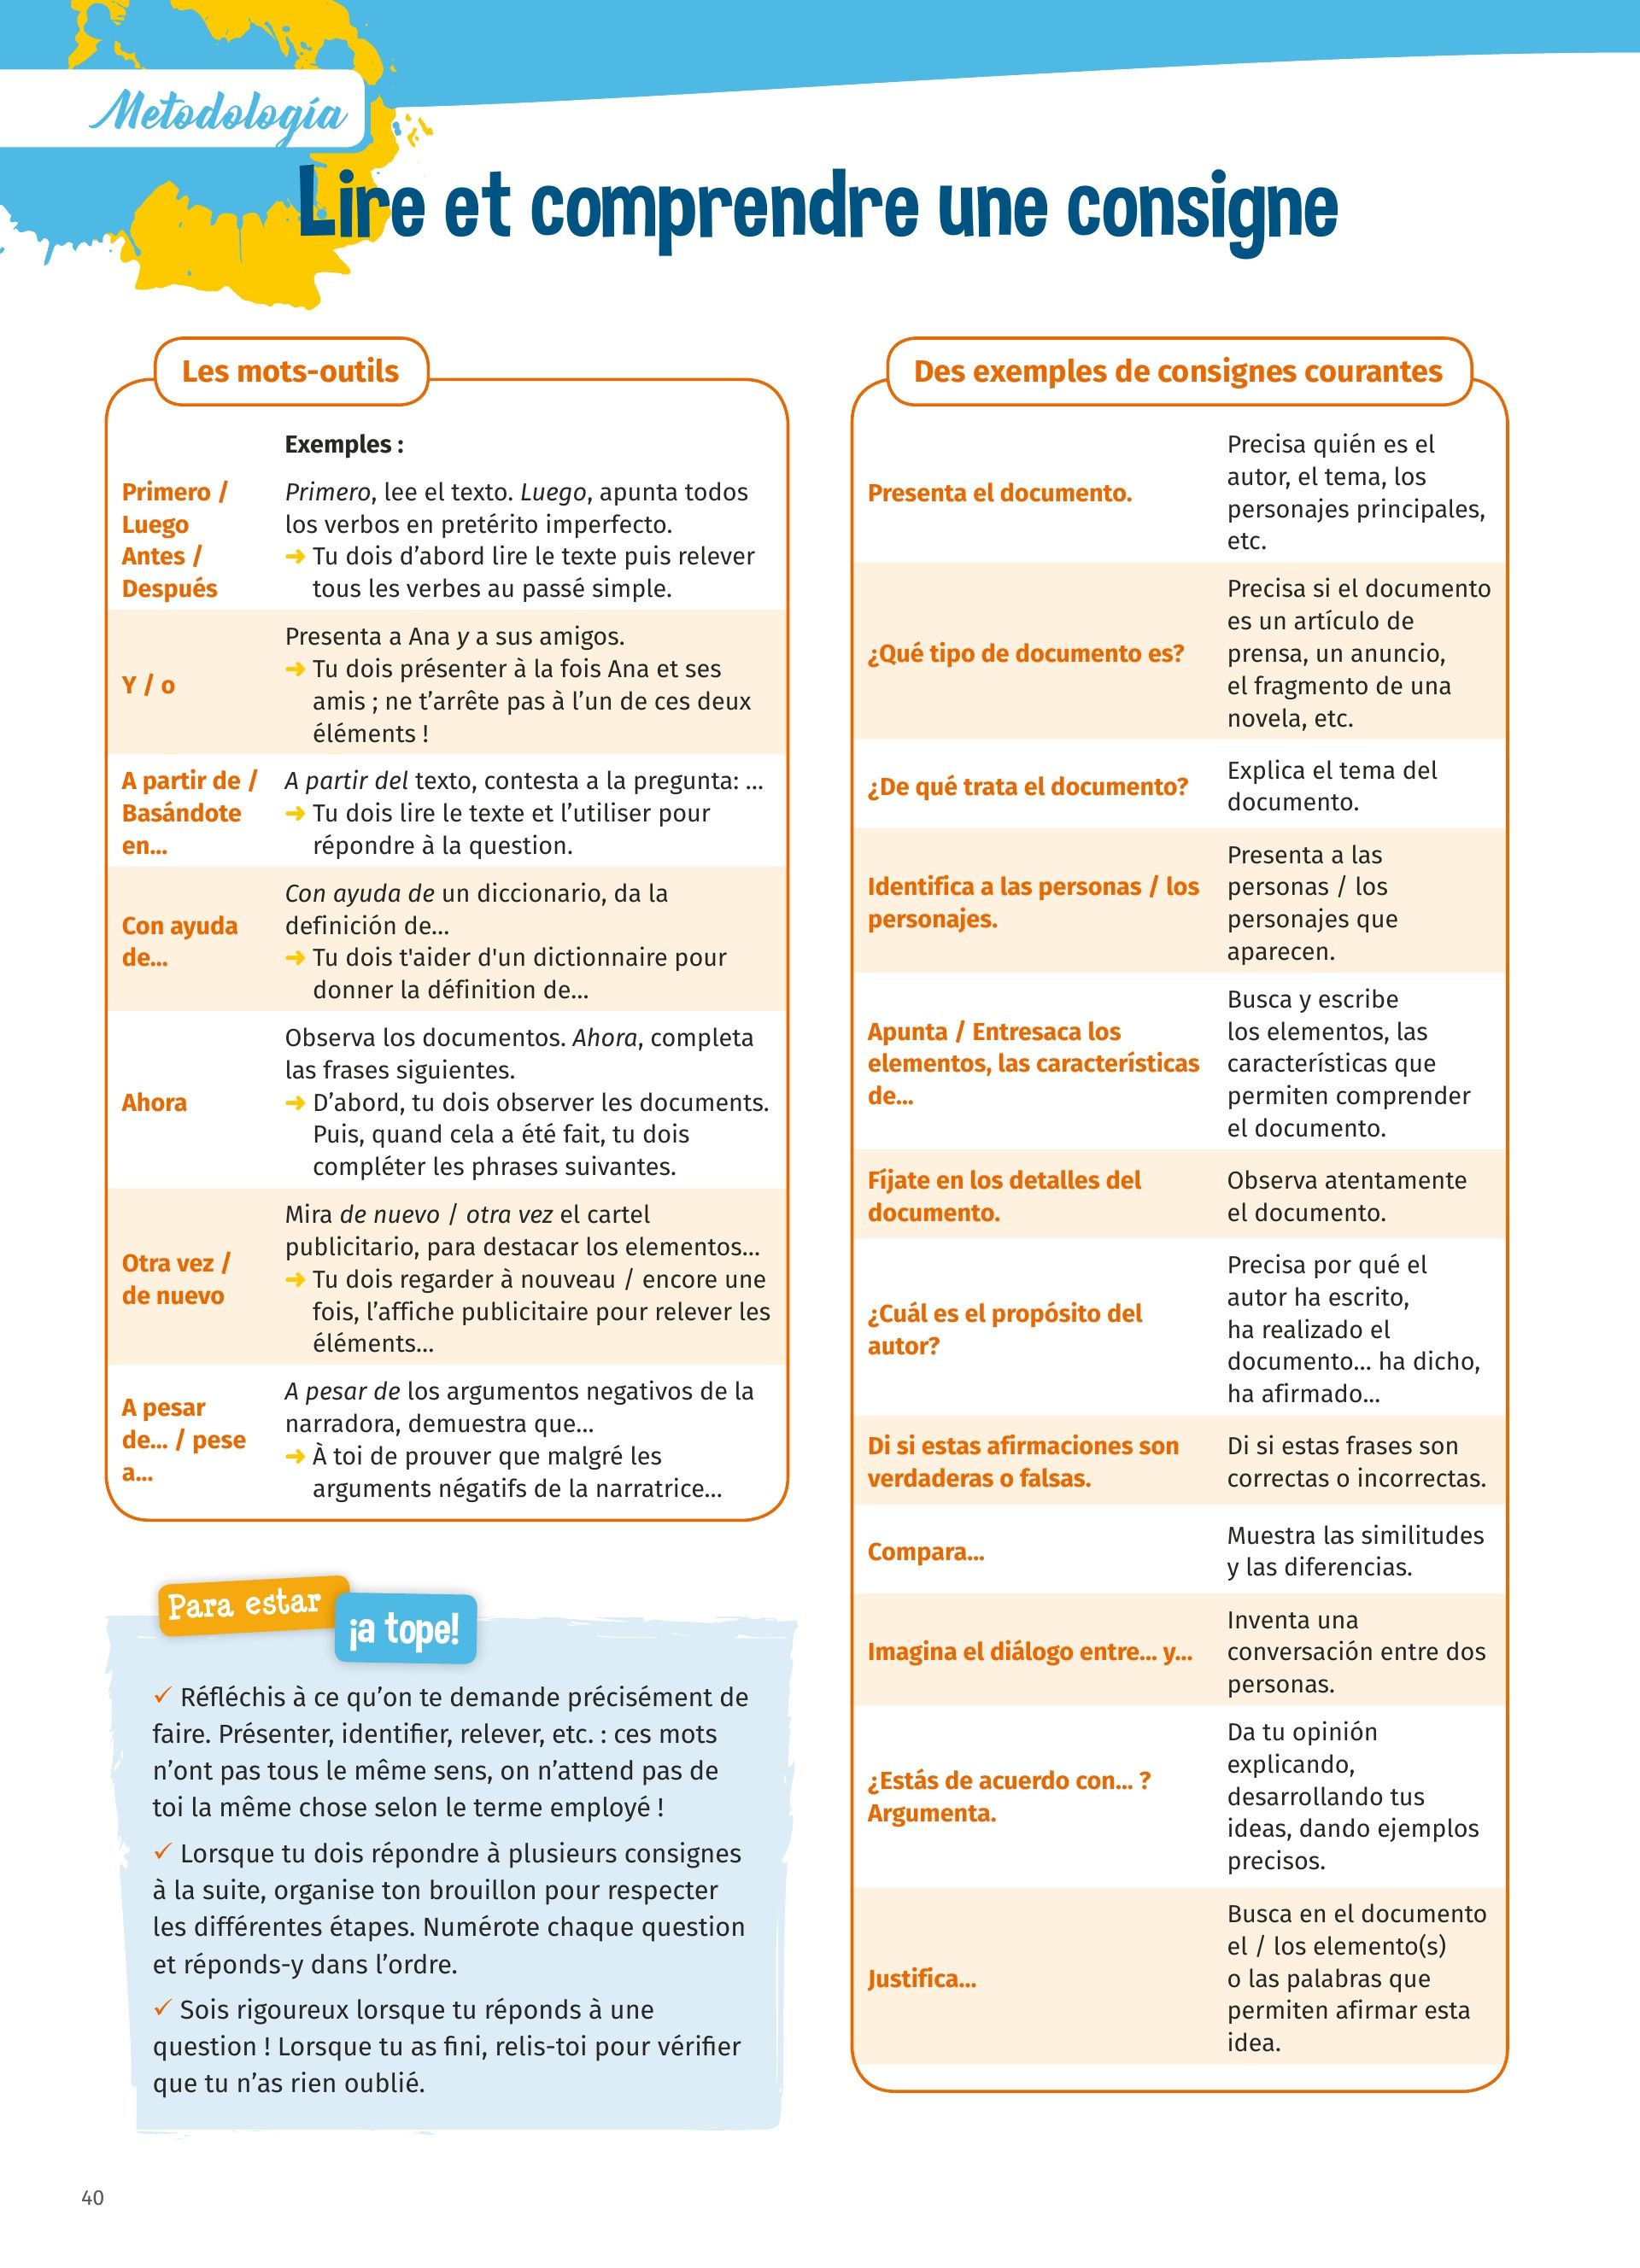 Metodología
Lire et comprendre une consigne
Les mots-outils
Exemples :
Primero /
Luego
Antes /
Después
Primero, lee el texto. Luego, apunta todos
los verbos en pretérito imperfecto.
➜ Tu dois d’abord lire le texte puis relever
tous les verbes au passé simple.
Y / o
Presenta a Ana y a sus amigos.
➜ Tu dois présenter à la fois Ana et ses
amis ; ne t’arrête pas à l’un de ces deux
éléments !
A partir de /
Basándote
en...
A partir del texto, contesta a la pregunta: ...
➜ Tu dois lire le texte et l’utiliser pour
répondre à la question.
Con ayuda
de...
Con ayuda de un diccionario, da la
definición de...
➜ Tu dois t'aider d'un dictionnaire pour
donner la définition de...
Ahora
Observa los documentos. Ahora, completa
las frases siguientes.
➜ D’abord, tu dois observer les documents.
Puis, quand cela a été fait, tu dois
compléter les phrases suivantes.
Otra vez /
de nuevo
Mira de nuevo / otra vez el cartel
publicitario, para destacar los elementos...
➜ Tu dois regarder à nouveau / encore une
fois, l’affiche publicitaire pour relever les
éléments...
A pesar
de... / pese
a...
A pesar de los argumentos negativos de la
narradora, demuestra que...
➜ À toi de prouver que malgré les
arguments négatifs de la narratrice...
Para estar
¡a tope!
✓ Réfléchis à ce qu’on te demande précisément de
faire. Présenter, identifier, relever, etc. : ces mots
n’ont pas tous le même sens, on n’attend pas de
toi la même chose selon le terme employé !
✓ Lorsque tu dois répondre à plusieurs consignes
à la suite, organise ton brouillon pour respecter
les différentes étapes. Numérote chaque question
et réponds-y dans l’ordre.
✓ Sois rigoureux lorsque tu réponds à une
question ! Lorsque tu as fini, relis-toi pour vérifier
que tu n’as rien oublié.
Des exemples de consignes courantes
Presenta el documento.
Precisa quién es el
autor, el tema, los
personajes principales,
etc.
¿Qué tipo de documento es?
Precisa si el documento
es un artículo de
prensa, un anuncio,
el fragmento de una
novela, etc.
¿De qué trata el documento?
Explica el tema del
documento.
Identifica a las personas / los
personajes.
Presenta a las
personas / los
personajes que
aparecen.
Apunta / Entresaca los
elementos, las características
de...
Busca y escribe
los elementos, las
características que
permiten comprender
el documento.
Fíjate en los detalles del
documento.
Observa atentamente
el documento.
¿Cuál es el propósito del
autor?
Precisa por qué el
autor ha escrito,
ha realizado el
documento... ha dicho,
ha afirmado...
Di si estas afirmaciones son
verdaderas o falsas.
Di si estas frases son
correctas o incorrectas.
Compara...
Muestra las similitudes
y las diferencias.
Imagina el diálogo entre... y...
Inventa una
conversación entre dos
personas.
¿Estás de acuerdo con... ?
Argumenta.
Da tu opinión
explicando,
desarrollando tus
ideas, dando ejemplos
precisos.
Justifica...
Busca en el documento
el / los elemento(s)
o las palabras que
permiten afirmar esta
idea.
40